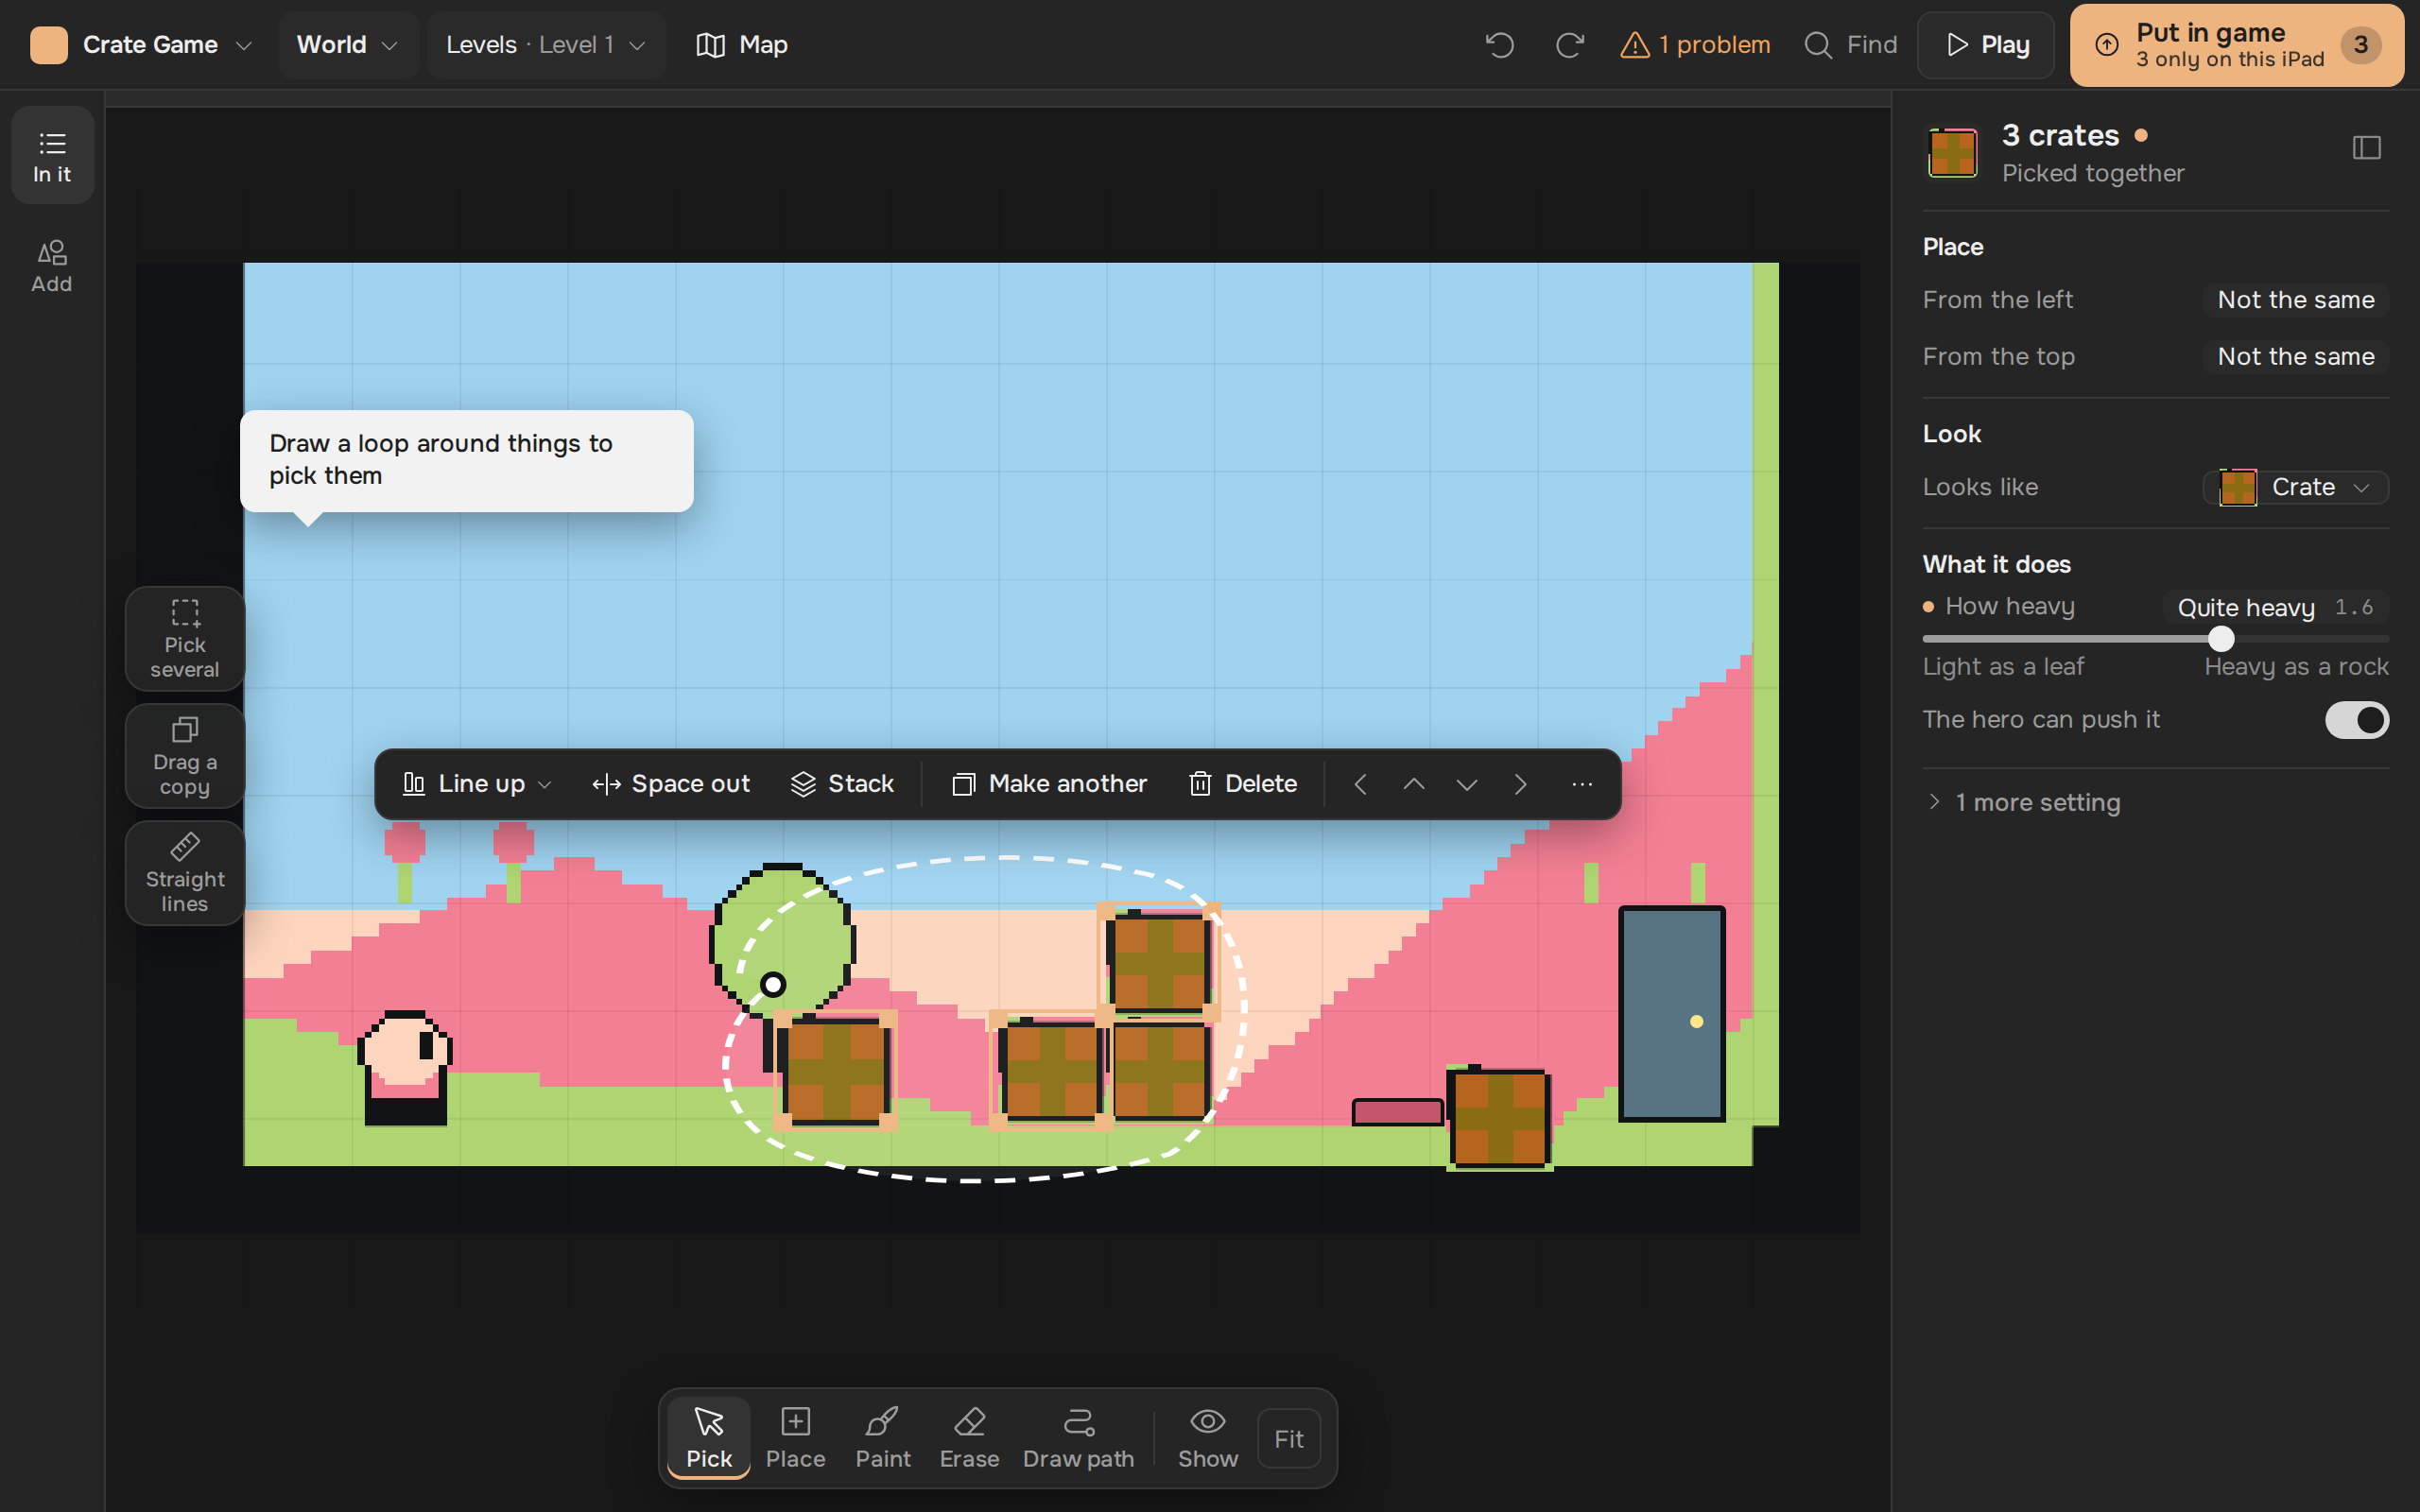 Crate Game
World
Levels · Level 1
Map
1 problem
Find
Play
Put in game
3 only on this iPad
3
In it
Add
Draw a loop around things to
pick them
Pick
several
Drag a
copy
Straight
lines
Line up
Space out
Stack
Make another
Delete
Pick
Place
Paint
Erase
Draw path
Show
Fit
3 crates
Picked together
Place
From the left
Not the same
From the top
Not the same
Look
Looks like
Crate
What it does
How heavy
Quite heavy 1.6
Light as a leaf
Heavy as a rock
The hero can push it
1 more setting